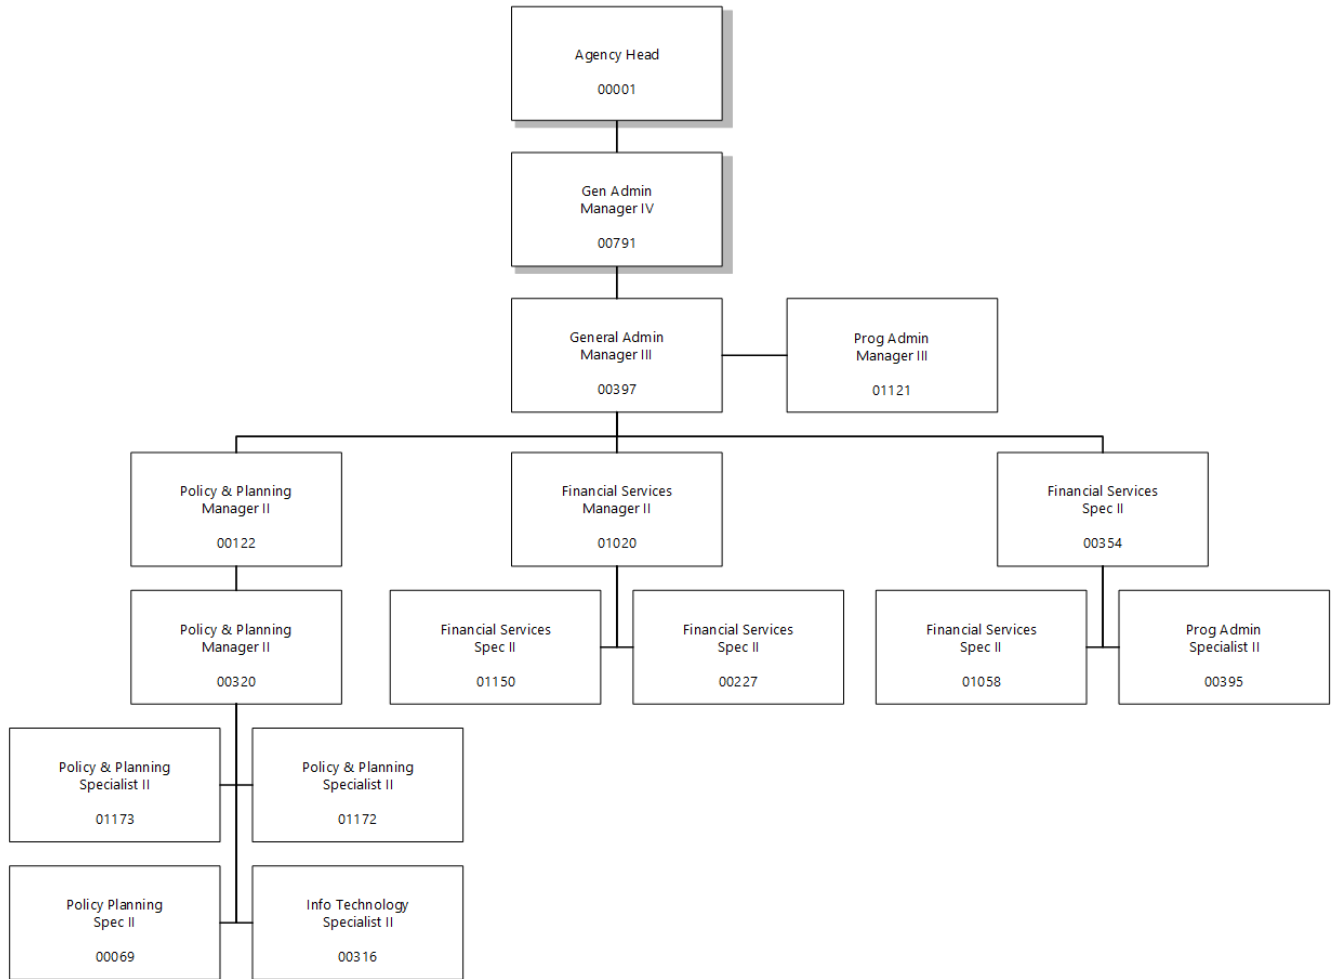 Agency Head
00001
Gen Admin
Manager IV
00791
General Admin
Manager III
00397
Prog Admin
Manager III
01121
Policy & Planning
Manager II
00122
Financial Services
Manager II
01020
Financial Services
Spec II
00354
Policy & Planning
Manager II
00320
Financial Services
Spec II
01150
Financial Services
Spec II
00227
Financial Services
Spec II
01058
Prog Admin
Specialist II
00395
Policy & Planning
Specialist II
01173
Policy & Planning
Specialist II
01172
Policy Planning
Spec II
00069
Info Technology
Specialist II
00316